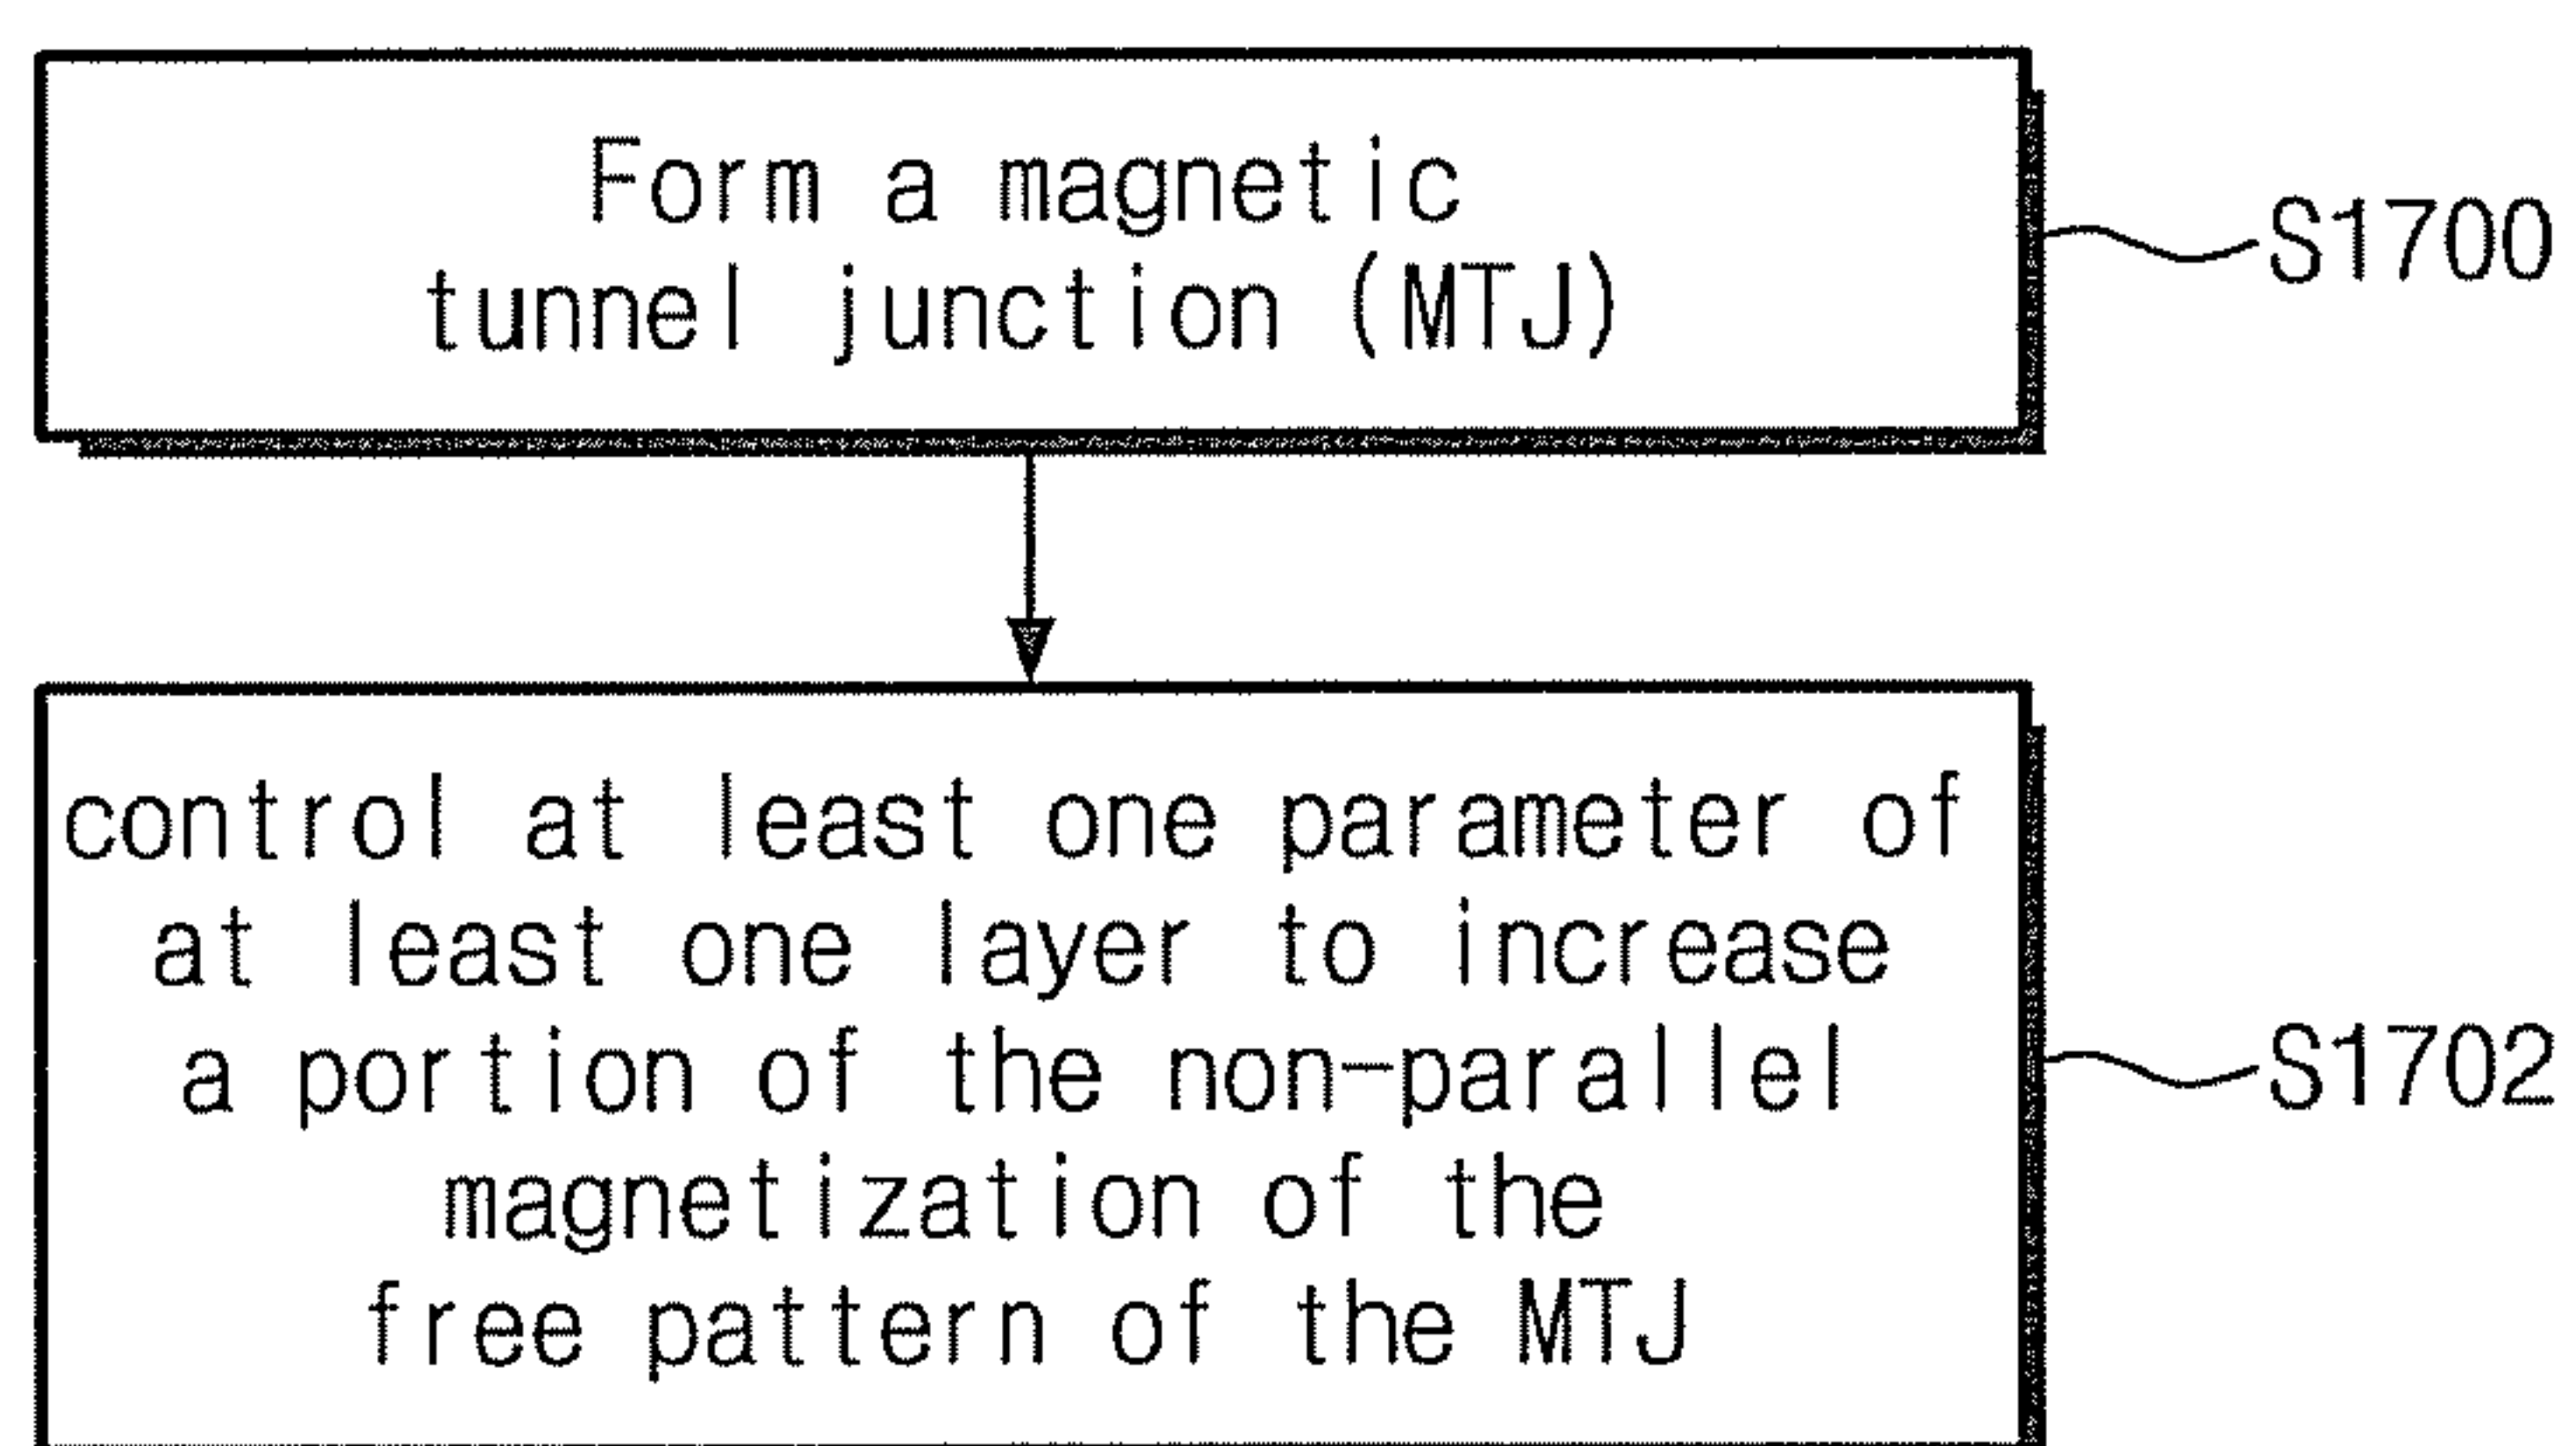 Form a magnetic
tunnel junction (MTJ)
S1700
control at least one parameter of
at least one layer to increase
a portion of the non-parallel
magnetization of the
free pattern of the MTJ
S1702